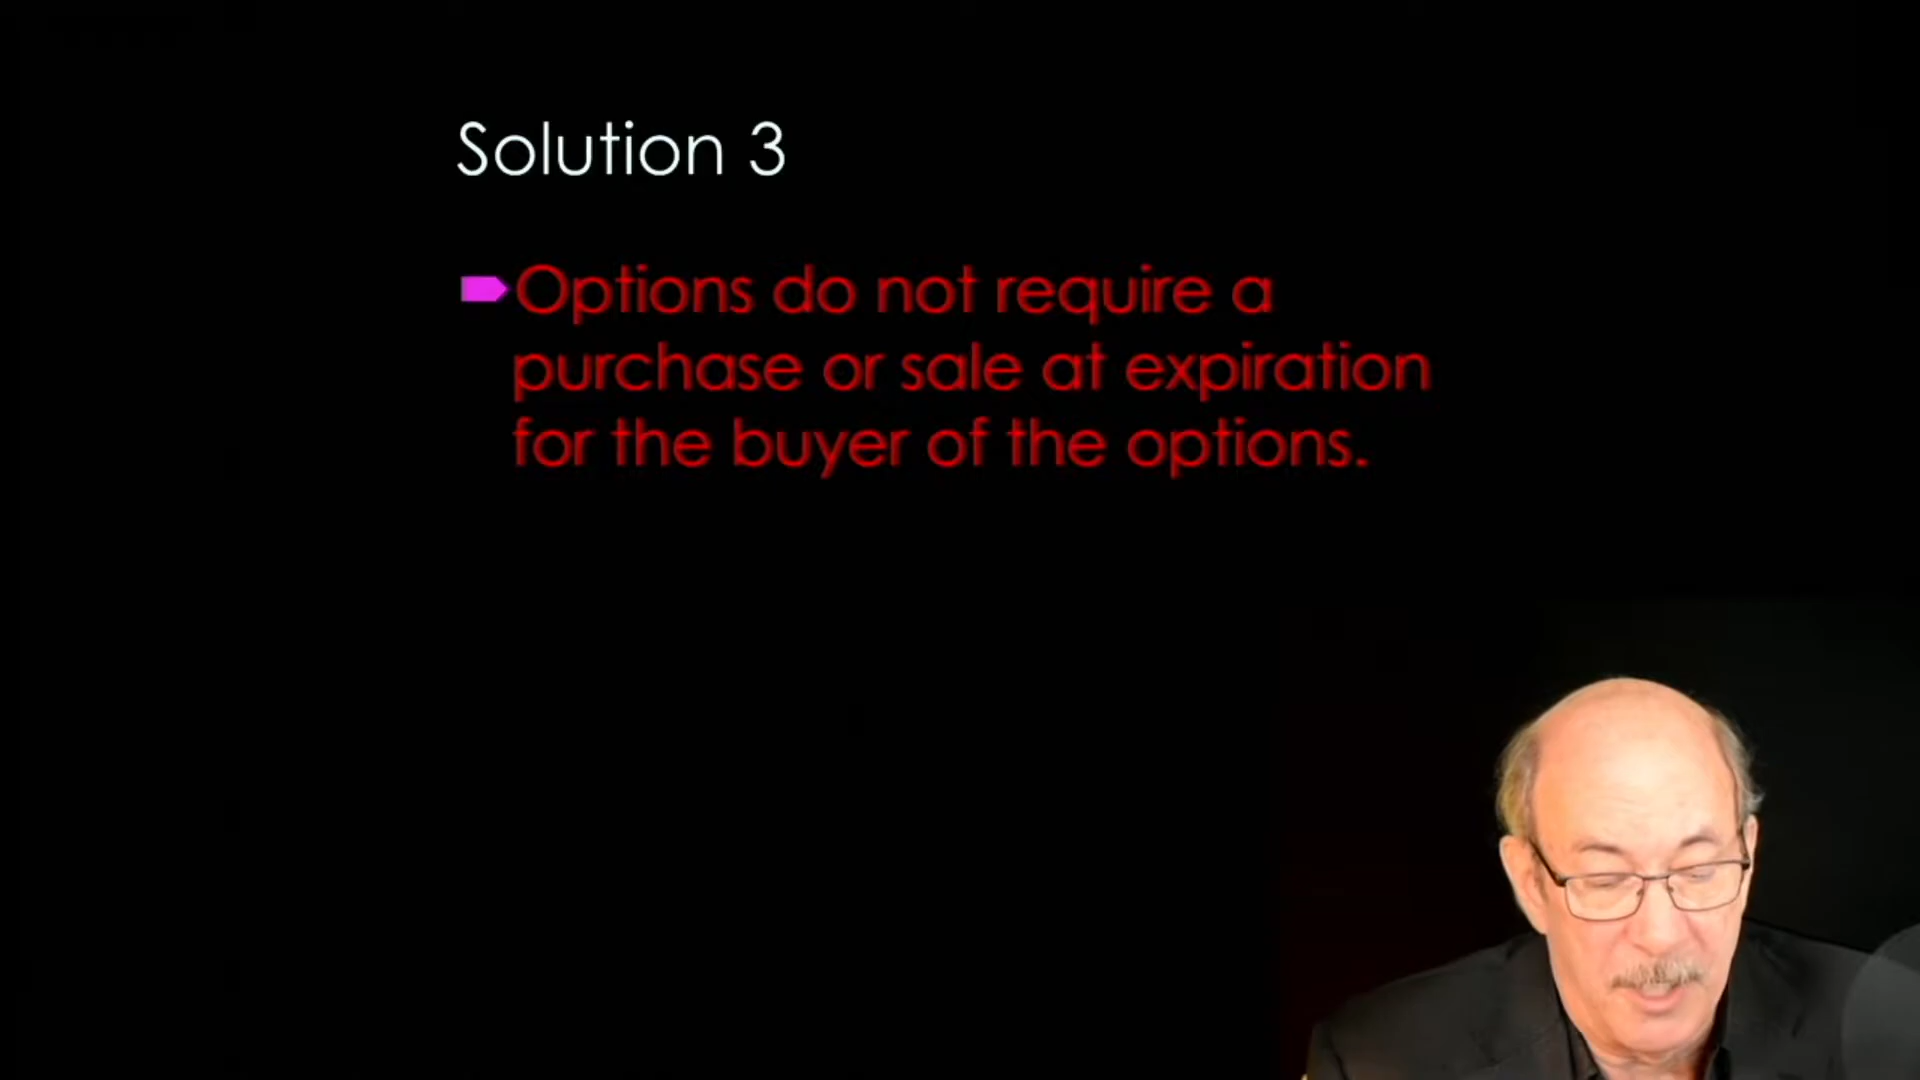 Solution 3
Options do not require a
purchase or sale at expiration
for the buyer of the options.